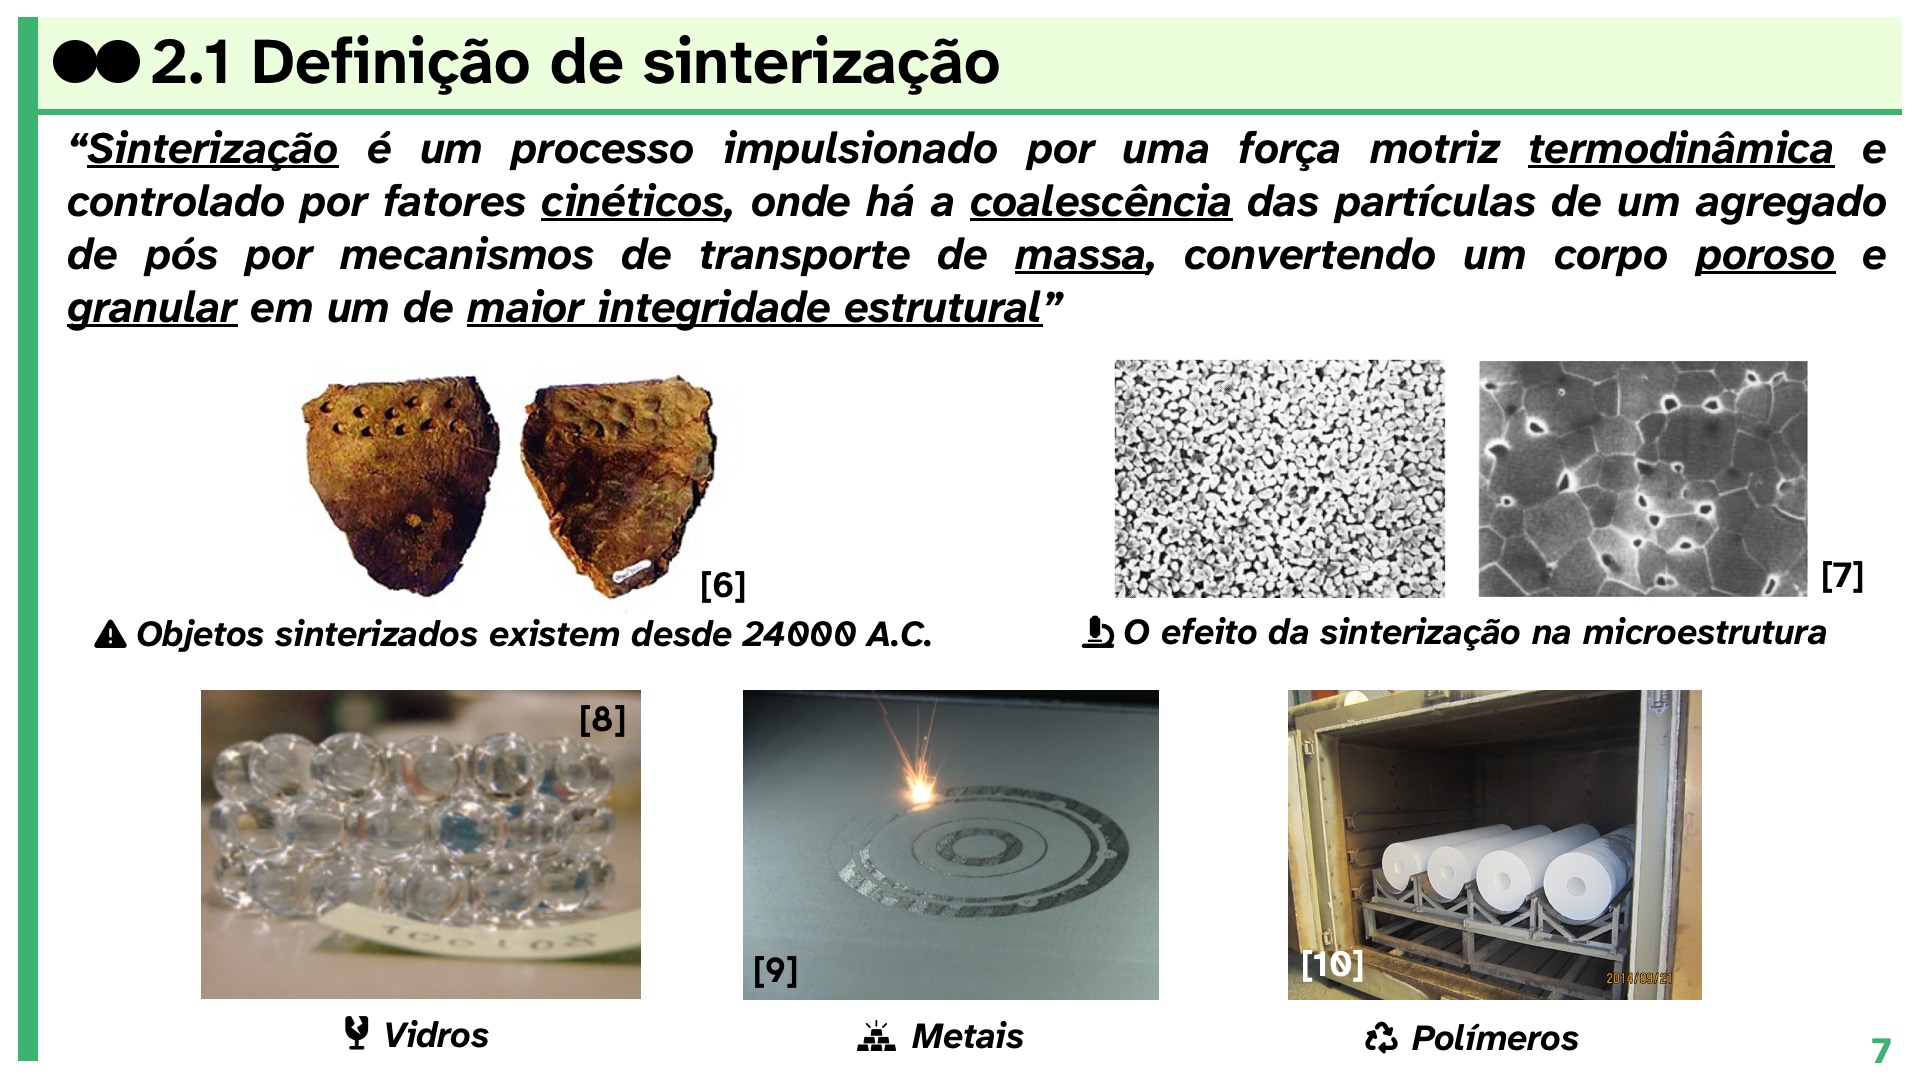 2.1 Definição de sinterização
“Sinterização é um processo impulsionado por uma força motriz termodinâmica e
controlado por fatores cinéticos, onde há a coalescência das partículas de um agregado
de pós por mecanismos de transporte de massa, convertendo um corpo poroso e
granular em um de maior integridade estrutural”
[6]
[7]
Objetos sinterizados existem desde 24000 A.C.
O efeito da sinterização na microestrutura
[8]
[9]
[10]
2014/09/21
Vidros
Metais
Polímeros
7